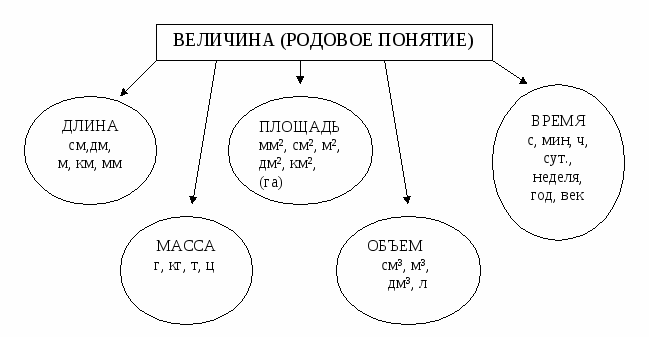 ВЕЛИЧИНА (РОДОВОЕ ПОНЯТИЕ)
ДЛИНА
см,дм,
м, км, мм
ПЛОЩАДЬ
мм², см², м²,
дм², км²,
(га)
ВРЕМЯ
с, мин, ч,
сут.,
неделя,
год, век
МАССА
г, кг, т, ц
ОБЪЕМ
см³, м³,
дм³, л